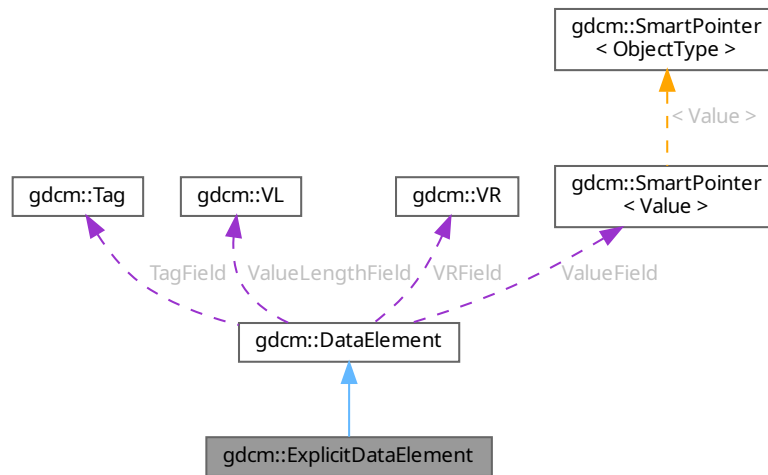 gdcm::SmartPointer
< ObjectType >
< Value >
gdcm::Tag
gdcm::VL
gdcm::VR
gdcm::SmartPointer
< Value >
TagField
ValueLengthField
VRField
ValueField
gdcm::DataElement
gdcm::ExplicitDataElement